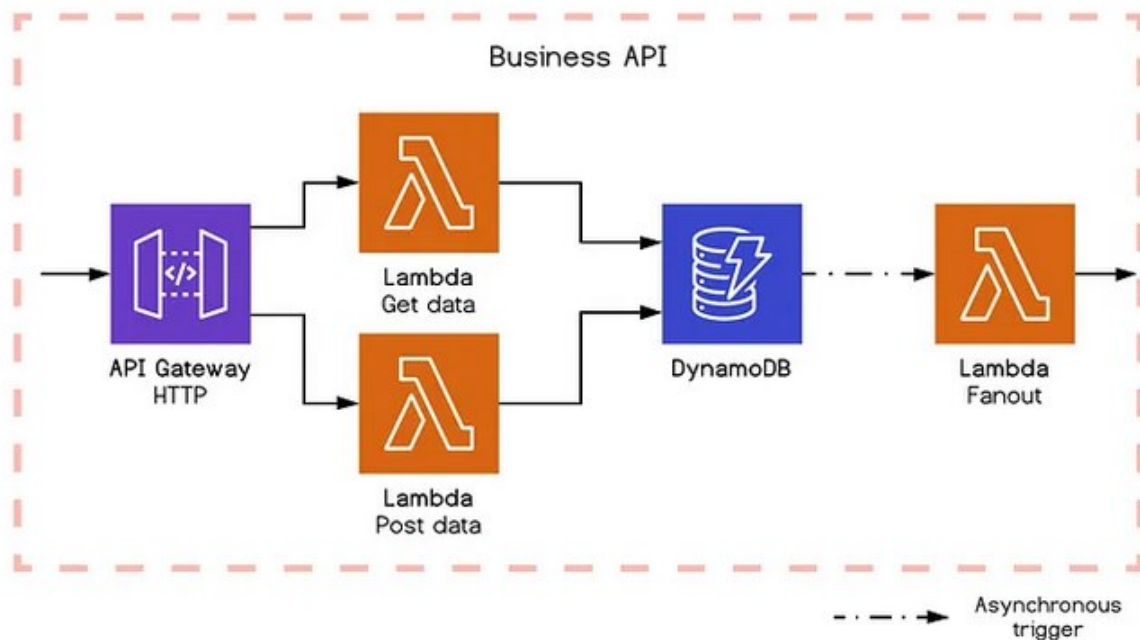 Business API
</>
Lambda
Get data
API Gateway
HTTP
DynamoDB
Lambda
Fanout
Lambda
Post data
Asynchronous
trigger